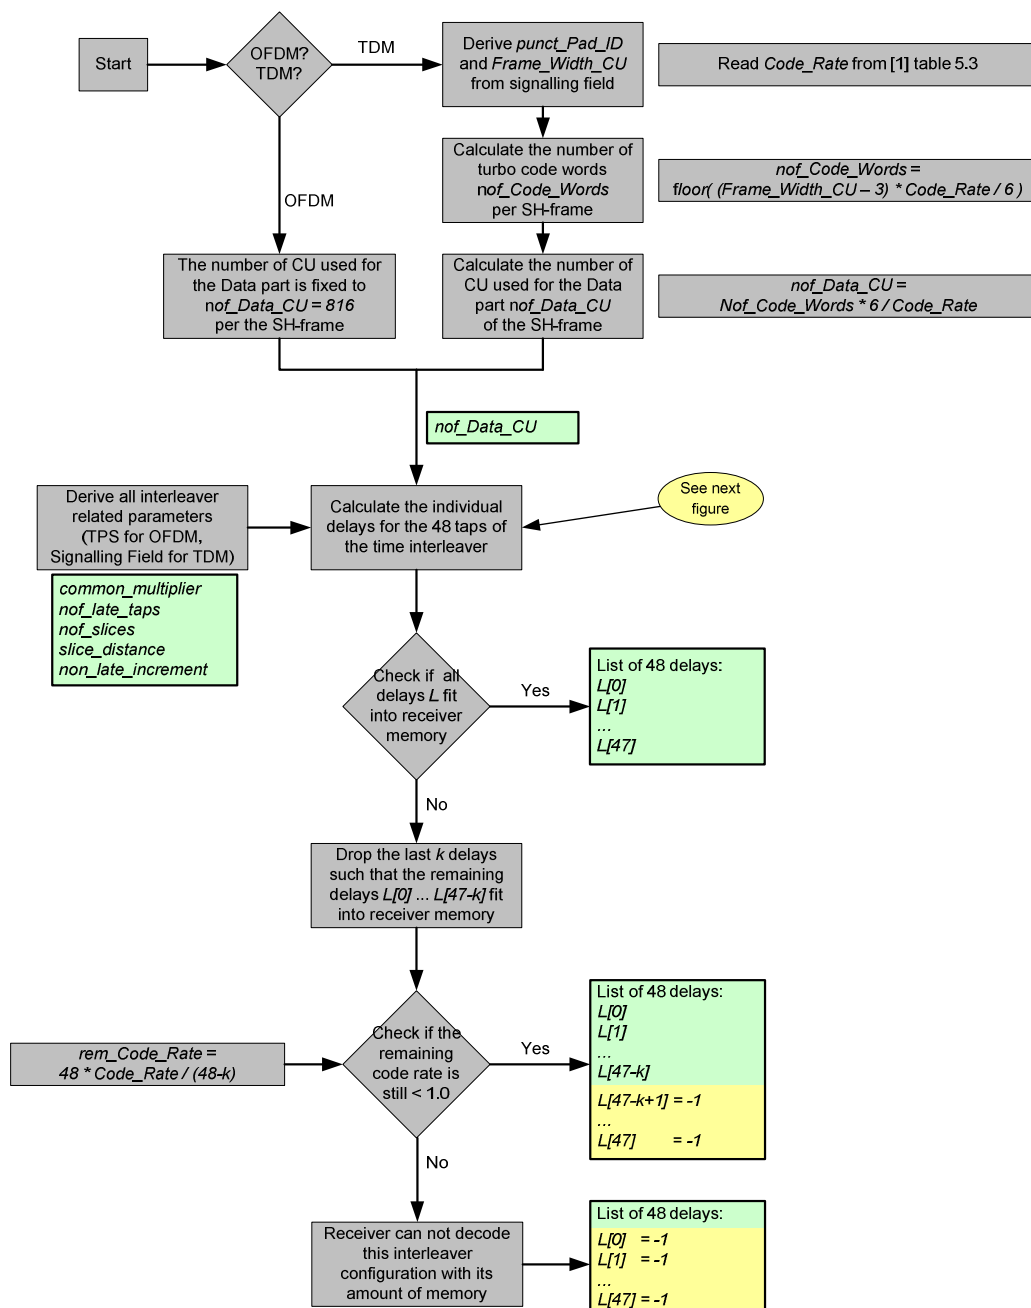 Start
OFDM?
TDM?
TDM
Derive punct_Pad_ID
and Frame_Width_CU
from signalling field
Read Code_Rate from [1] table 5.3
Calculate the number of
turbo code words
nof_Code_Words
per SH-frame
nof_Code_Words =
floor( (Frame_Width_CU – 3) * Code_Rate / 6 )
OFDM
The number of CU used for
the Data part is fixed to
nof_Data_CU = 816
per the SH-frame
Calculate the number of
CU used for the Data
part nof_Data_CU
of the SH-frame
nof_Data_CU =
Nof_Code_Words * 6 / Code_Rate
nof_Data_CU
Derive all interleaver
related parameters
(TPS for OFDM,
Signalling Field for TDM)
Calculate the individual
delays for the 48 taps of
the time interleaver
See next
figure
common_multiplier
nof_late_taps
nof_slices
slice_distance
non_late_increment
Check if all
delays L fit
into receiver
memory
Yes
List of 48 delays:
L[0]
L[1]
...
L[47]
No
Drop the last k delays
such that the remaining
delays L[0] ... L[47-k] fit
into receiver memory
rem_Code_Rate =
48 * Code_Rate / (48-k)
Check if the
remaining
code rate is
still < 1.0
Yes
List of 48 delays:
L[0]
L[1]
...
L[47-k]
L[47-k+1] = -1
...
L[47] = -1
No
Receiver can not decode
this interleaver
configuration with its
amount of memory
List of 48 delays:
L[0] = -1
L[1] = -1
...
L[47] = -1